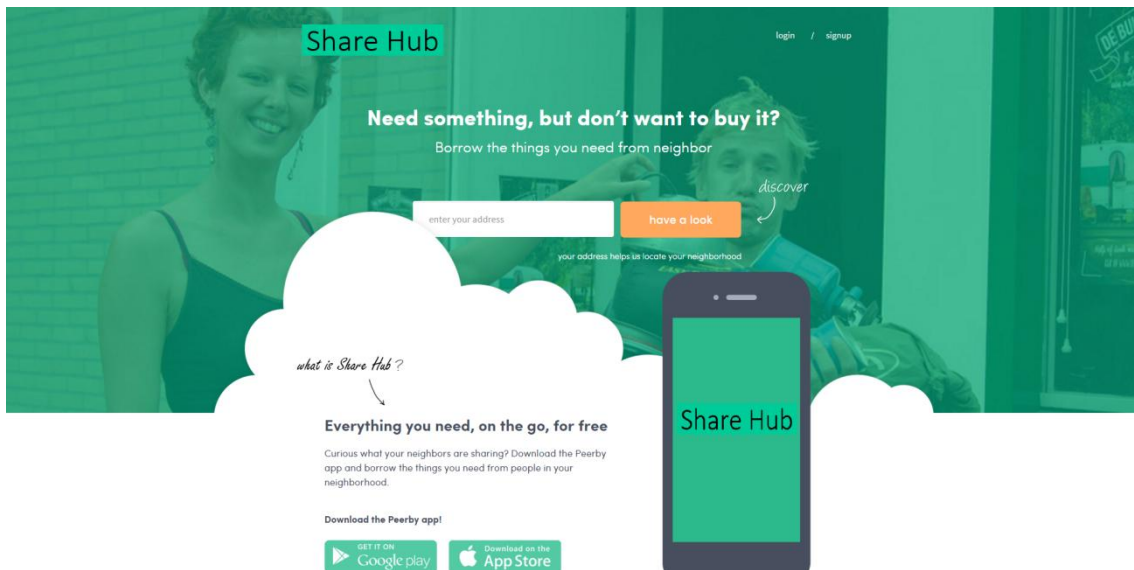 Share Hub
login / signup
Need something, but don't want to buy it?
Borrow the things you need from neighbor
discover
enter your address
have a look
your address helps us locate your neighborhood
what is Share Hub ?
Share Hub
Everything you need, on the go, for free
Curious what your neighbors are sharing? Download the Peerby
app and borrow the things you need from people in your
neighborhood.
Download the Peerby app!
GET IT ON
Google play
Download on the
App Store